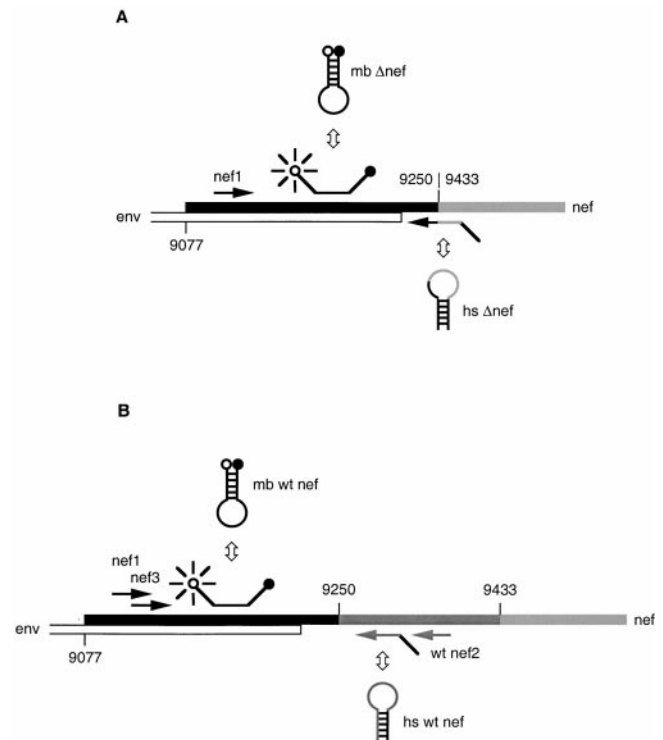 A
mb Δnef
nef1
9250 9433
nef
env
9077
hs Δnef
B
mb wt nef
nef1
nef3
9250
9433
nef
env
wt nef2
9077
hs wt nef